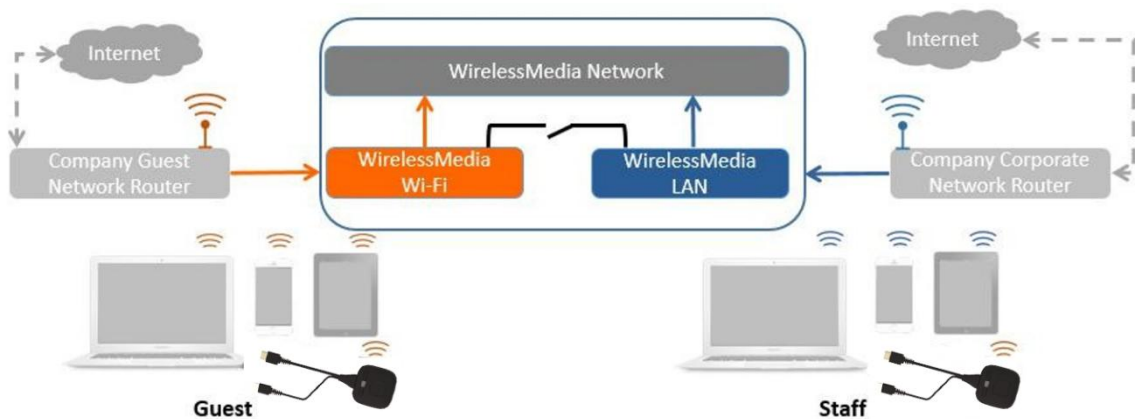 Internet
Internet
WirelessMedia Network
Company Guest
Network Router
WirelessMedia
Wi-Fi
WirelessMedia
LAN
Company Corporate
Network Router
Guest
Staff